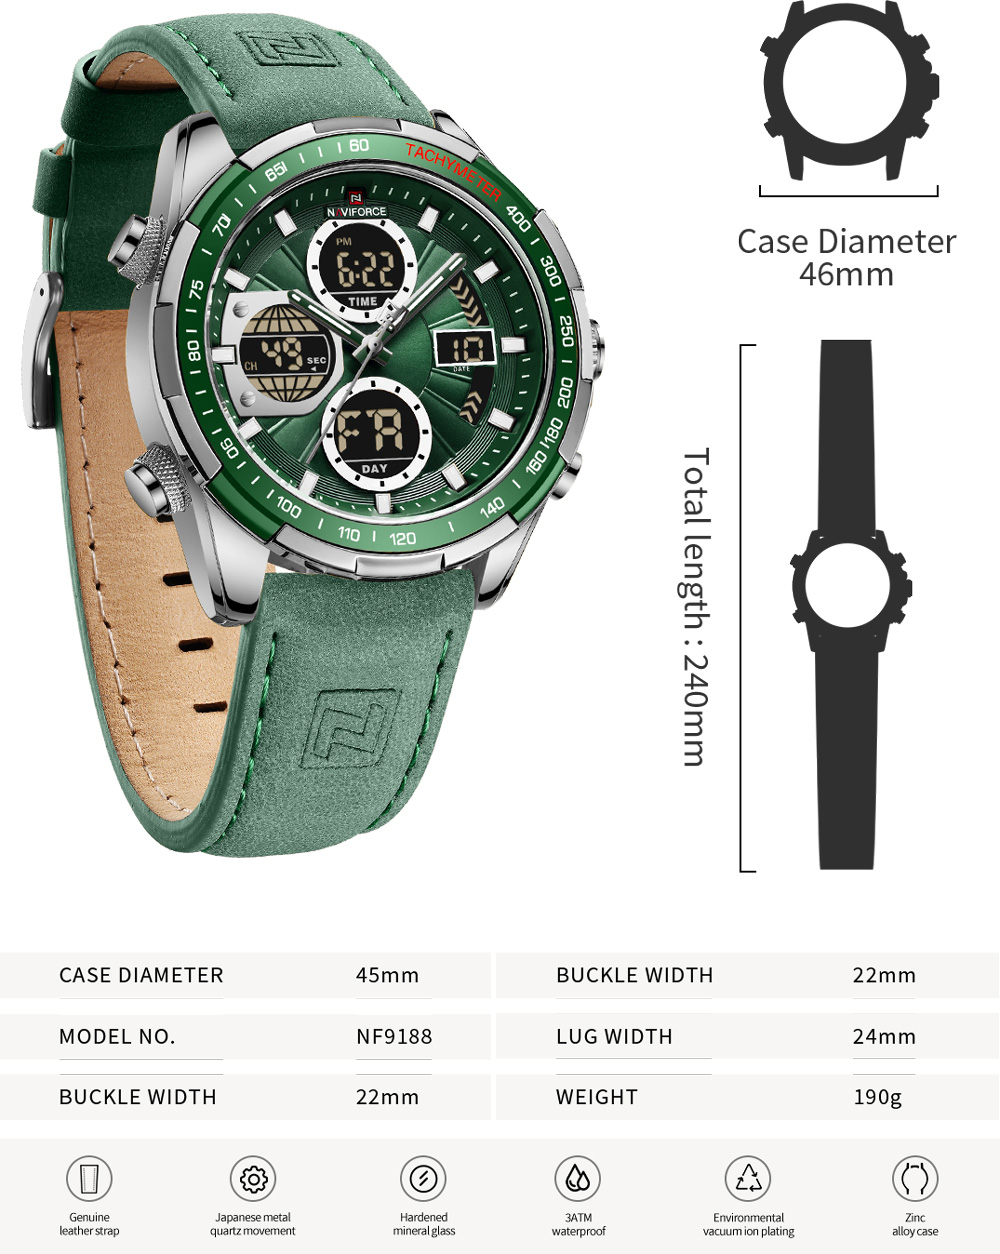 60
TACHYMETER
65
70
75
80
90
100
110
120
140
160
180
200
250
300
400
NAVIFORCE
PM
6:22
TIME
CH
49
SEC
10
DATE
FR
DAY
Case Diameter
46mm
Total length : 240mm
CASE DIAMETER 45mm
BUCKLE WIDTH 22mm
MODEL NO. NF9188
LUG WIDTH 24mm
BUCKLE WIDTH 22mm
WEIGHT 190g
Genuine
leather strap
Japanese metal
quartz movement
Hardened
mineral glass
3ATM
waterproof
Environmental
vacuum ion plating
Zinc
alloy case